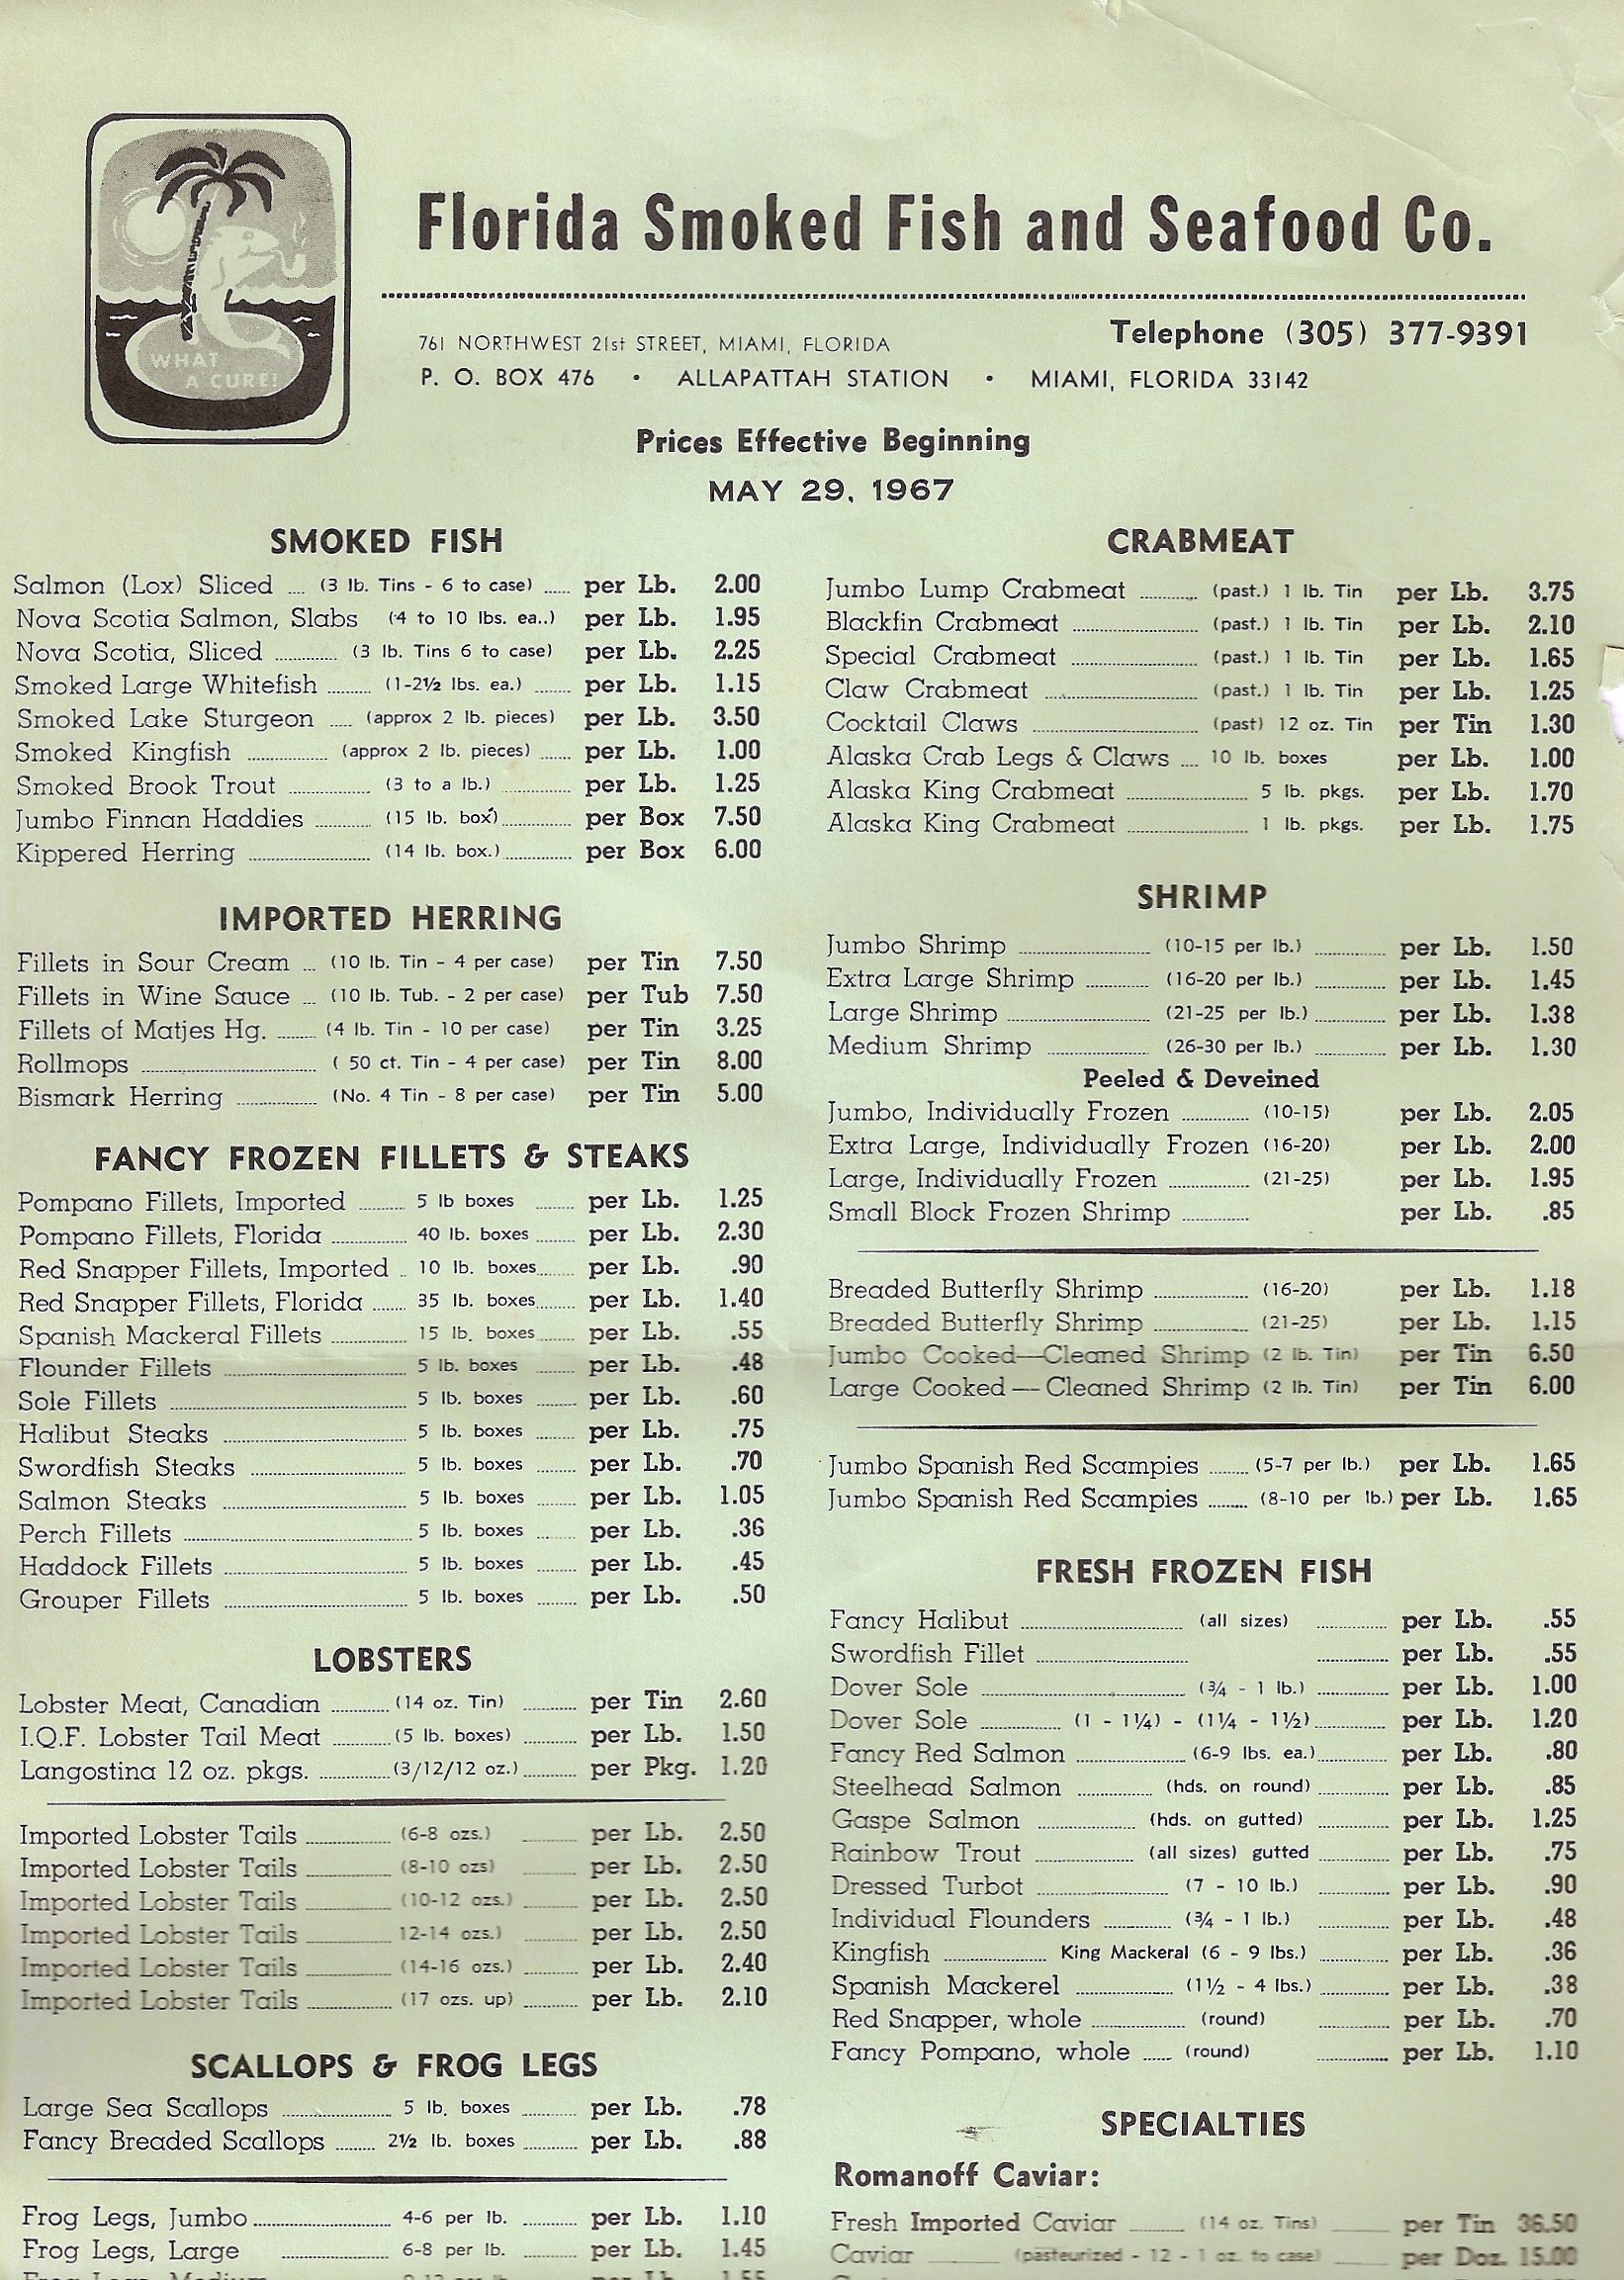 WHAT
A CURE!
Florida Smoked Fish and Seafood Co.
761 NORTHWEST 21st STREET, MIAMI, FLORIDA
Telephone (305) 377-9391
P. O. BOX 476 • ALLAPATTAH STATION • MIAMI, FLORIDA 33142
Prices Effective Beginning
MAY 29, 1967
SMOKED FISH
Salmon (Lox) Sliced .... (3 lb. Tins - 6 to case) ...... per Lb. 2.00
Nova Scotia Salmon, Slabs (4 to 10 lbs. ea..) per Lb. 1.95
Nova Scotia, Sliced ............. (3 lb. Tins 6 to case) per Lb. 2.25
Smoked Large Whitefish ......... (1-2½ lbs. ea.) ........ per Lb. 1.15
Smoked Lake Sturgeon ..... (approx 2 lb. pieces) per Lb. 3.50
Smoked Kingfish .................... (approx 2 lb. pieces) ...... per Lb. 1.00
Smoked Brook Trout ................. (3 to a lb.) ............... per Lb. 1.25
Jumbo Finnan Haddies ............ (15 lb. box) ............... per Box 7.50
Kippered Herring .......................... (14 lb. box.) .............. per Box 6.00
IMPORTED HERRING
Fillets in Sour Cream ... (10 lb. Tin - 4 per case) per Tin 7.50
Fillets in Wine Sauce ... (10 lb. Tub. - 2 per case) per Tub 7.50
Fillets of Matjes Hg. ........ (4 lb. Tin - 10 per case) per Tin 3.25
Rollmops ..................................... ( 50 ct. Tin - 4 per case) per Tin 8.00
Bismark Herring ................. (No. 4 Tin - 8 per case) per Tin 5.00
FANCY FROZEN FILLETS & STEAKS
Pompano Fillets, Imported .......... 5 lb boxes ........ per Lb. 1.25
Pompano Fillets, Florida ................ 40 lb. boxes ........ per Lb. 2.30
Red Snapper Fillets, Imported .. 10 lb. boxes ........ per Lb. .90
Red Snapper Fillets, Florida ....... 35 lb. boxes ........ per Lb. 1.40
Spanish Mackeral Fillets ................ 15 lb. boxes ........ per Lb. .55
Flounder Fillets ........................................ 5 lb. boxes ........ per Lb. .48
Sole Fillets .................................................. 5 lb. boxes ........ per Lb. .60
Halibut Steaks ....................................... 5 lb. boxes ........ per Lb. .75
Swordfish Steaks ................................. 5 lb. boxes ........ per Lb. .70
Salmon Steaks ....................................... 5 lb. boxes ........ per Lb. 1.05
Perch Fillets ................................................ 5 lb. boxes ........ per Lb. .36
Haddock Fillets ....................................... 5 lb. boxes ........ per Lb. .45
Grouper Fillets ....................................... 5 lb. boxes ........ per Lb. .50
LOBSTERS
Lobster Meat, Canadian ............ (14 oz. Tin) ............ per Tin 2.60
I.Q.F. Lobster Tail Meat ............ (5 lb. boxes) ............ per Lb. 1.50
Langostina 12 oz. pkgs. ............... (3/12/12 oz.) ........... per Pkg. 1.20
Imported Lobster Tails .................. (6-8 ozs.) ............ per Lb. 2.50
Imported Lobster Tails .................. (8-10 ozs) ............ per Lb. 2.50
Imported Lobster Tails .................. (10-12 ozs.) ............ per Lb. 2.50
Imported Lobster Tails .................. 12-14 ozs.) ............ per Lb. 2.50
Imported Lobster Tails .................. (14-16 ozs.) ............ per Lb. 2.40
Imported Lobster Tails .................. (17 ozs. up) ............ per Lb. 2.10
SCALLOPS & FROG LEGS
Large Sea Scallops ....................... 5 lb. boxes ............ per Lb. .78
Fancy Breaded Scallops ........ 2½ lb. boxes ............ per Lb. .88
Frog Legs, Jumbo ............................. 4-6 per lb. ............ per Lb. 1.10
Frog Legs, Large ....................... 6-8 per lb. ............ per Lb. 1.45
CRABMEAT
Jumbo Lump Crabmeat ............ (past.) 1 lb. Tin per Lb. 3.75
Blackfin Crabmeat ......................... (past.) 1 lb. Tin per Lb. 2.10
Special Crabmeat ......................... (past.) 1 lb. Tin per Lb. 1.65
Claw Crabmeat ............................... (past.) 1 lb. Tin per Lb. 1.25
Cocktail Claws ................................. (past) 12 oz. Tin per Tin 1.30
Alaska Crab Legs & Claws .... 10 lb. boxes per Lb. 1.00
Alaska King Crabmeat ......................... 5 lb. pkgs. per Lb. 1.70
Alaska King Crabmeat ......................... 1 lb. pkgs. per Lb. 1.75
SHRIMP
Jumbo Shrimp ........................... (10-15 per lb.) ............... per Lb. 1.50
Extra Large Shrimp ............... (16-20 per lb.) ............... per Lb. 1.45
Large Shrimp ............................. (21-25 per lb.) ............... per Lb. 1.38
Medium Shrimp ..................... (26-30 per lb.) ............... per Lb. 1.30
Peeled & Deveined
Jumbo, Individually Frozen .............. (10-15) per Lb. 2.05
Extra Large, Individually Frozen (16-20) per Lb. 2.00
Large, Individually Frozen ................ (21-25) per Lb. 1.95
Small Block Frozen Shrimp .............. per Lb. .85
Breaded Butterfly Shrimp ................... (16-20) per Lb. 1.18
Breaded Butterfly Shrimp ................... (21-25) per Lb. 1.15
Jumbo Cooked—Cleaned Shrimp (2 lb. Tin) per Tin 6.50
Large Cooked — Cleaned Shrimp (2 lb. Tin) per Tin 6.00
Jumbo Spanish Red Scampies ........ (5-7 per lb.) per Lb. 1.65
Jumbo Spanish Red Scampies ........ (8-10 per lb.) per Lb. 1.65
FRESH FROZEN FISH
Fancy Halibut ................................. (all sizes) .............. per Lb. .55
Swordfish Fillet ................................. .............. per Lb. .55
Dover Sole ......................................... (¾ - 1 lb.) .............. per Lb. 1.00
Dover Sole ................ (1 - 1¼) - (1¼ - 1½) .............. per Lb. 1.20
Fancy Red Salmon ...................... (6-9 lbs. ea.) .............. per Lb. .80
Steelhead Salmon ............... (hds. on round) .............. per Lb. .85
Gaspe Salmon .................... (hds. on gutted) .............. per Lb. 1.25
Rainbow Trout .................... (all sizes) gutted .............. per Lb. .75
Dressed Turbot .......................... (7 - 10 lb.) .............. per Lb. .90
Individual Flounders ............. (¾ - 1 lb.) .............. per Lb. .48
Kingfish .................... King Mackeral (6 - 9 lbs.) .............. per Lb. .36
Spanish Mackerel ................... (1½ - 4 lbs.) .............. per Lb. .38
Red Snapper, whole .................. (round) .............. per Lb. .70
Fancy Pompano, whole ...... (round) .............. per Lb. 1.10
SPECIALTIES
Romanoff Caviar:
Fresh Imported Caviar ............ (14 oz. Tins) ............ per Tin 36.50
Caviar .............. (pasteurized - 12 - 1 oz. to case) ........ per Doz. 15.00